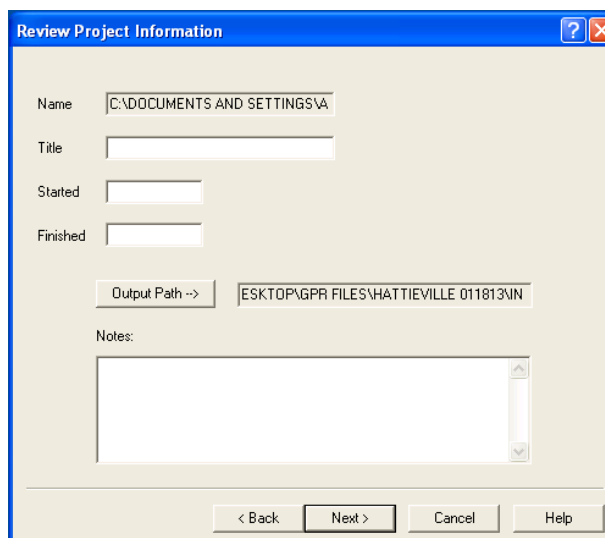 Review Project Information
Name C:\DOCUMENTS AND SETTINGS\A
Title
Started
Finished
Output Path --> ESKTOP\GPR FILES\HATTIEVILLE 011813\IN
Notes:
< Back Next > Cancel Help